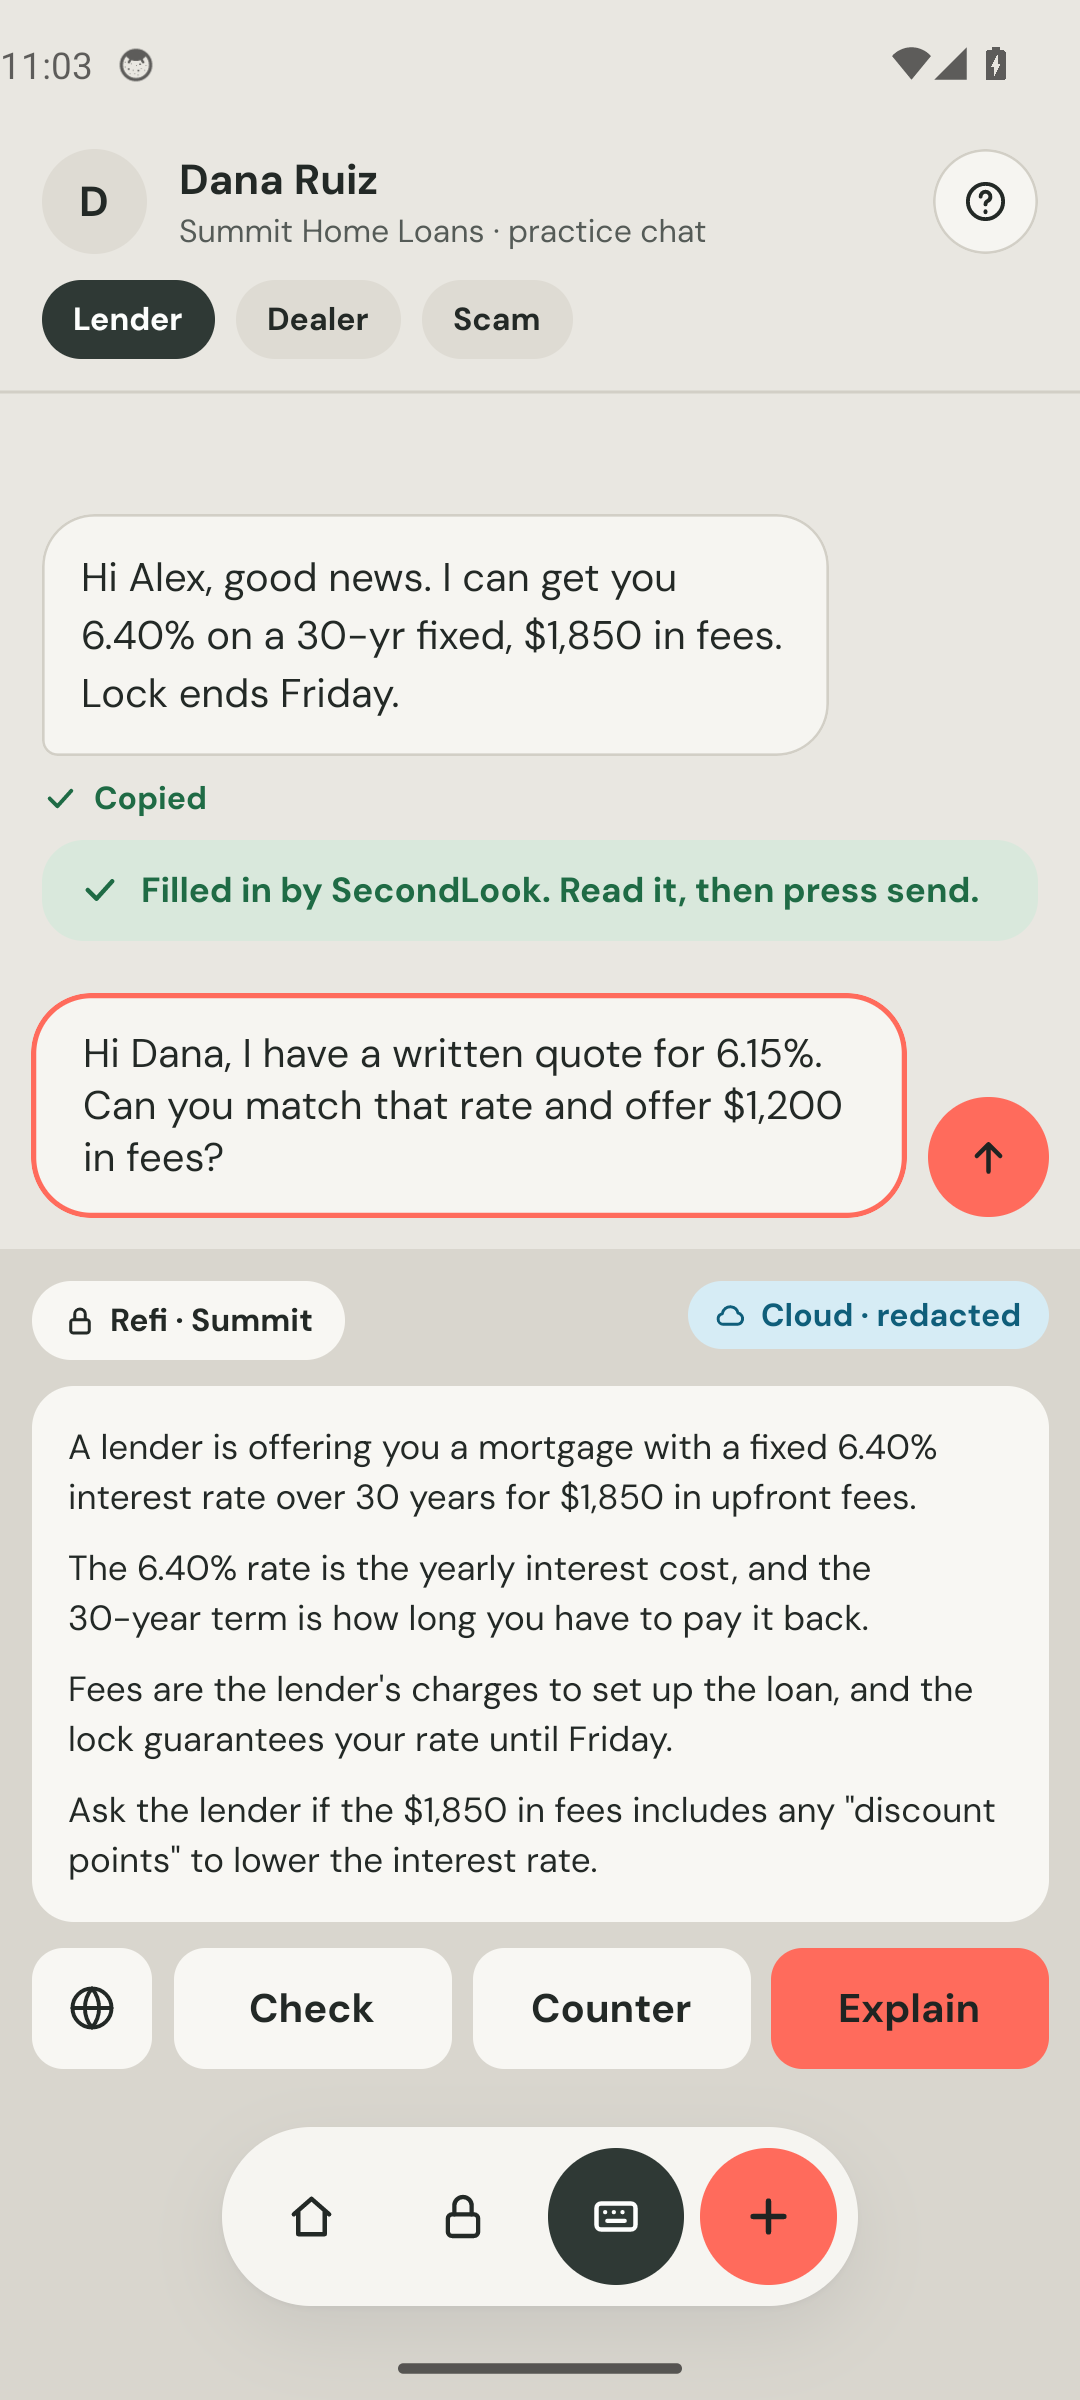 11:03
D
Dana Ruiz
Summit Home Loans · practice chat
Lender
Dealer
Scam
Hi Alex, good news. I can get you
6.40% on a 30-yr fixed, $1,850 in fees.
Lock ends Friday.
Copied
Filled in by SecondLook. Read it, then press send.
Hi Dana, I have a written quote for 6.15%.
Can you match that rate and offer $1,200
in fees?
Refi · Summit
Cloud · redacted
A lender is offering you a mortgage with a fixed 6.40%
interest rate over 30 years for $1,850 in upfront fees.
The 6.40% rate is the yearly interest cost, and the
30-year term is how long you have to pay it back.
Fees are the lender's charges to set up the loan, and the
lock guarantees your rate until Friday.
Ask the lender if the $1,850 in fees includes any "discount
points" to lower the interest rate.
Check
Counter
Explain